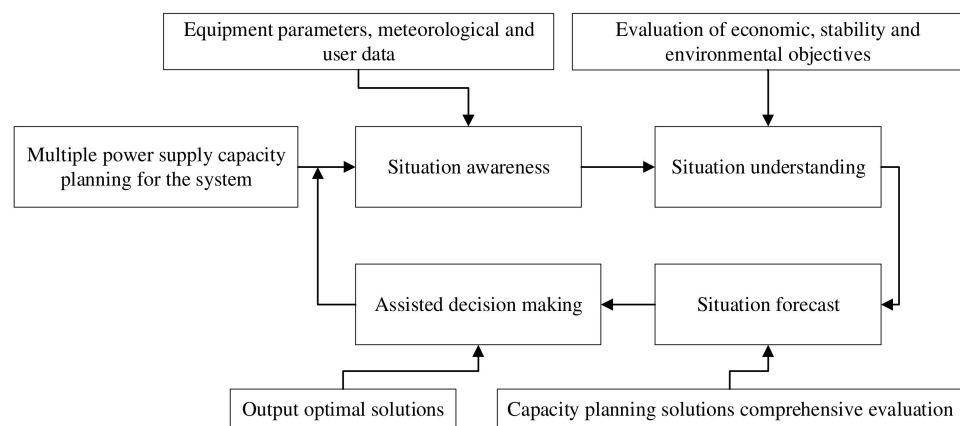 Equipment parameters, meteorological and
user data
Evaluation of economic, stability and
environmental objectives
Multiple power supply capacity
planning for the system
Situation awareness
Situation understanding
Assisted decision making
Situation forecast
Output optimal solutions
Capacity planning solutions comprehensive evaluation